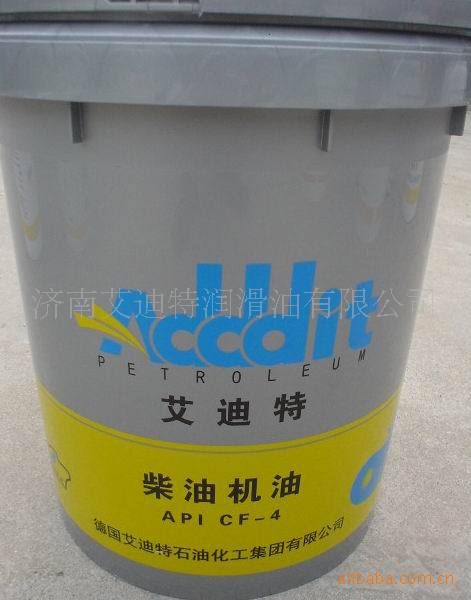 济南艾迪特润滑油有限公司
Accdit
PETROLEUM
艾迪特
柴油机油
API CF-4
德国艾迪特石油化工集团有限公司
alibaba.com.cn